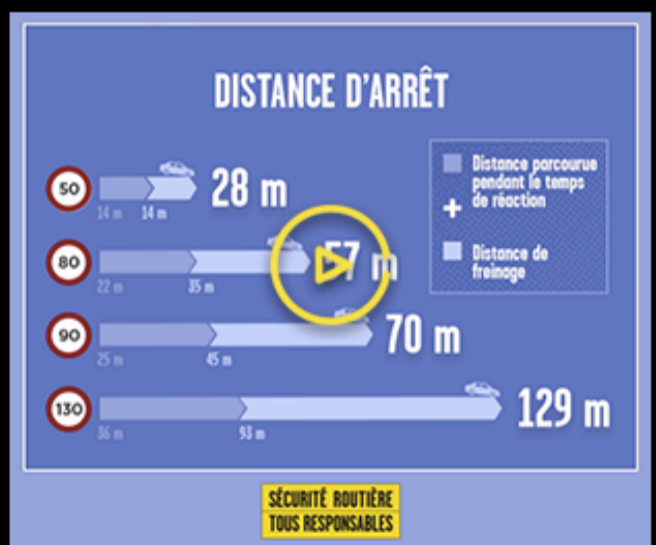 DISTANCE D'ARRÊT
50
28 m
14 m 14 m
80
57 m
22 m 35 m
90
70 m
25 m 45 m
130
129 m
36 m 93 m
Distance parcourue
pendant le temps
de réaction
+
Distance de
freinage
SÉCURITÉ ROUTIÈRE
TOUS RESPONSABLES